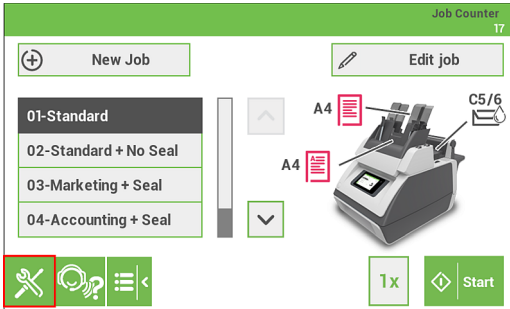 Job Counter
17
New Job
Edit job
01-Standard
02-Standard + No Seal
03-Marketing + Seal
04-Accounting + Seal
A4
C5/6
A4
1x
Start